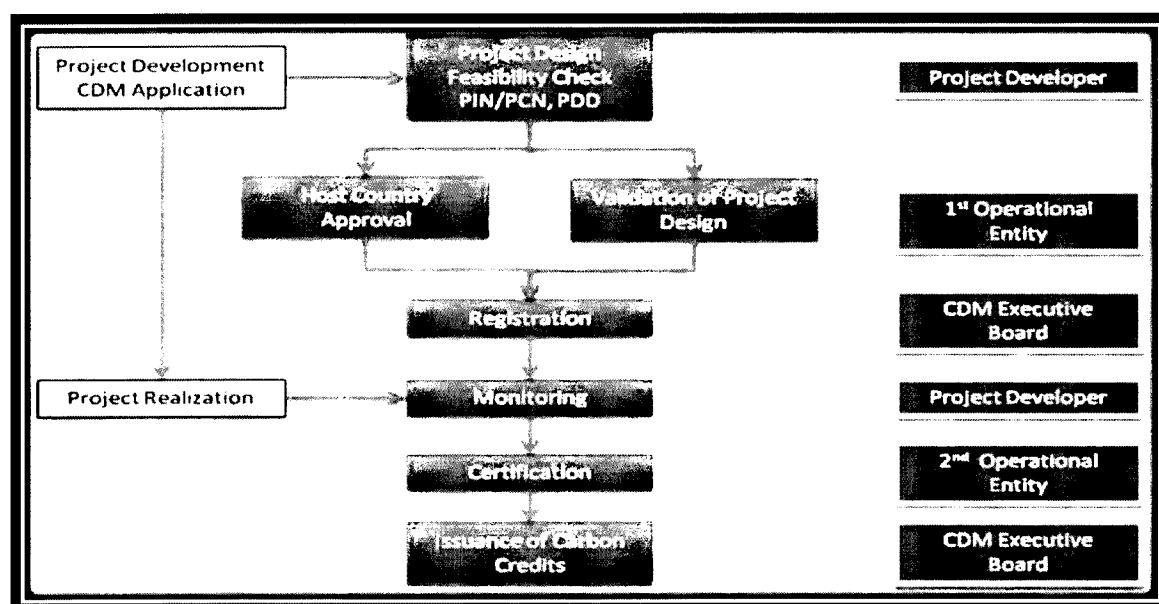 Project Development
CDM Application
Project Design
Feasibility Check
PIN/PCN, PDD
Project Developer
Host Country
Approval
Validation of Project
Design
1st Operational
Entity
Registration
CDM Executive
Board
Project Realization
Monitoring
Project Developer
Certification
2nd Operational
Entity
Issuance of Carbon
Credits
CDM Executive
Board